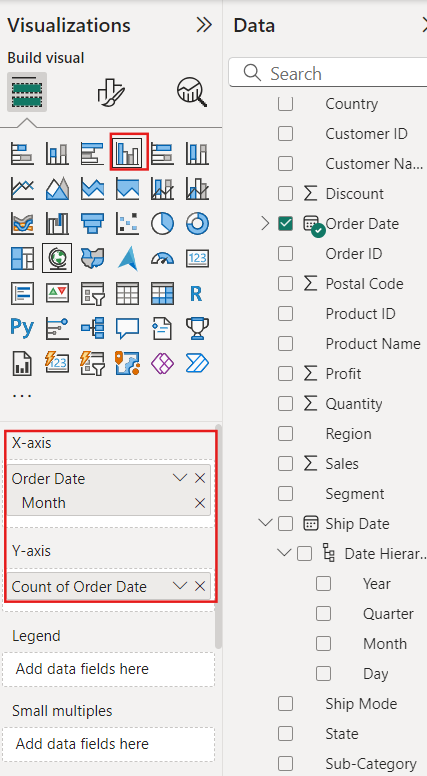 Visualizations
Build visual
123
R
Py
123
...
X-axis
Order Date
Month
Y-axis
Count of Order Date
Legend
Add data fields here
Small multiples
Add data fields here
Data
Search
Country
Customer ID
Customer Na...
Σ Discount
Order Date
Order ID
Σ Postal Code
Product ID
Product Name
Σ Profit
Σ Quantity
Region
Σ Sales
Segment
Ship Date
Date Hierar...
Year
Quarter
Month
Day
Ship Mode
State
Sub-Category